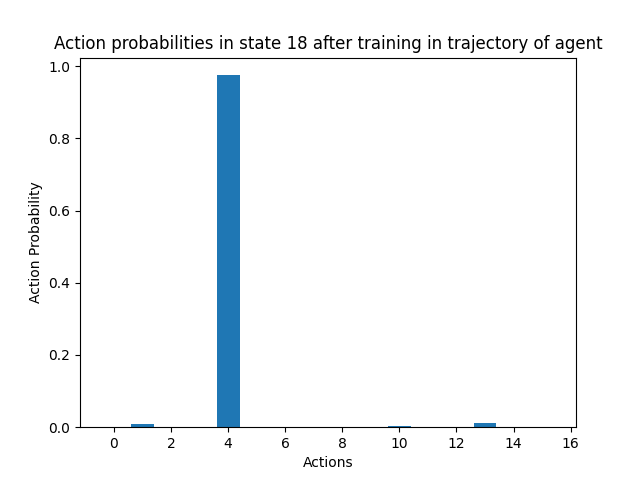 Action probabilities in state 18 after training in trajectory of agent
1.0
0.8
0.6
0.4
0.2
0.0
Action Probability
0 2 4 6 8 10 12 14 16
Actions